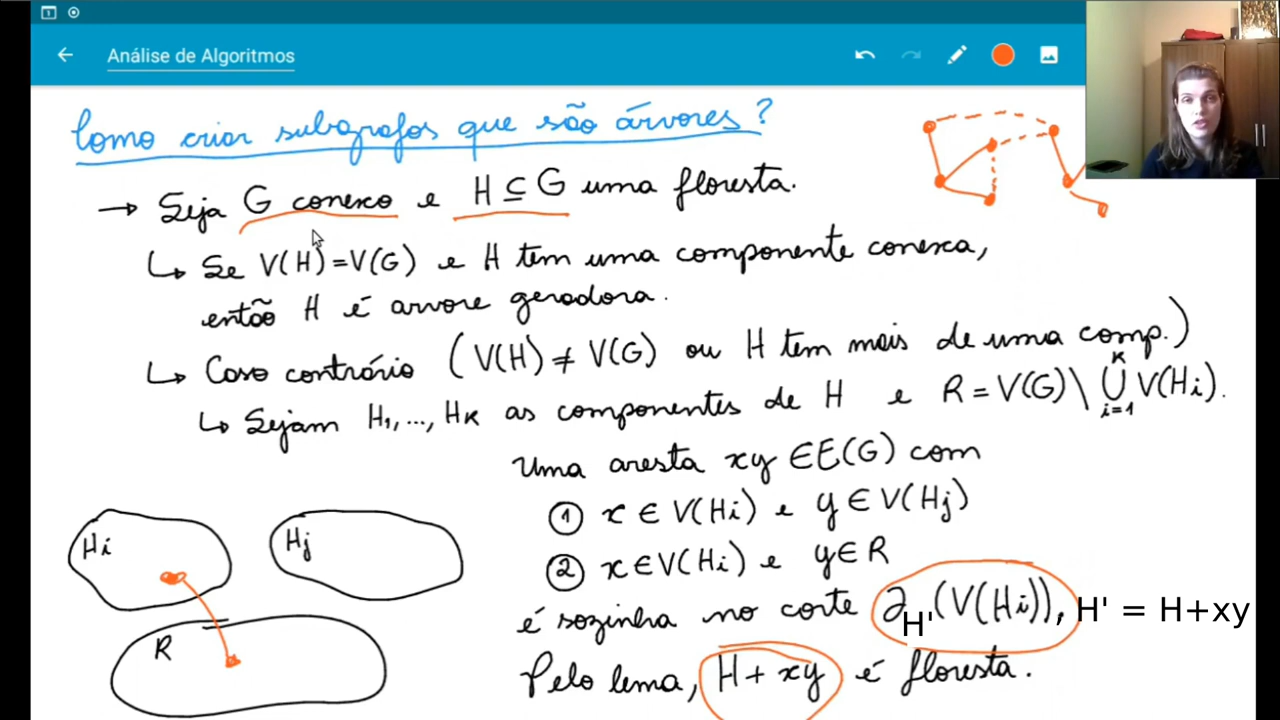 Análise de Algoritmos
Como criar subgrafos que são árvores?
→ Seja G conexo e H ⊆ G uma floresta.
↳ Se V(H)=V(G) e H tem uma componente conexa,
então H é arvore geradora.
↳ Caso contrário (V(H) ≠ V(G) ou H tem mais de uma comp.)
↳ Sejam H₁,..., Hₖ as componentes de H e R = V(G) \ ⋃ᵢ₌₁ᴷ V(Hᵢ).
Uma aresta xy ∈ E(G) com
① x ∈ V(Hi) e y ∈ V(Hj)
② x ∈ V(Hi) e y ∈ R
é sozinha no corte ∂H'(V(Hi)), H' = H+xy
Pelo lema, H + xy é floresta.
Hi
Hj
R